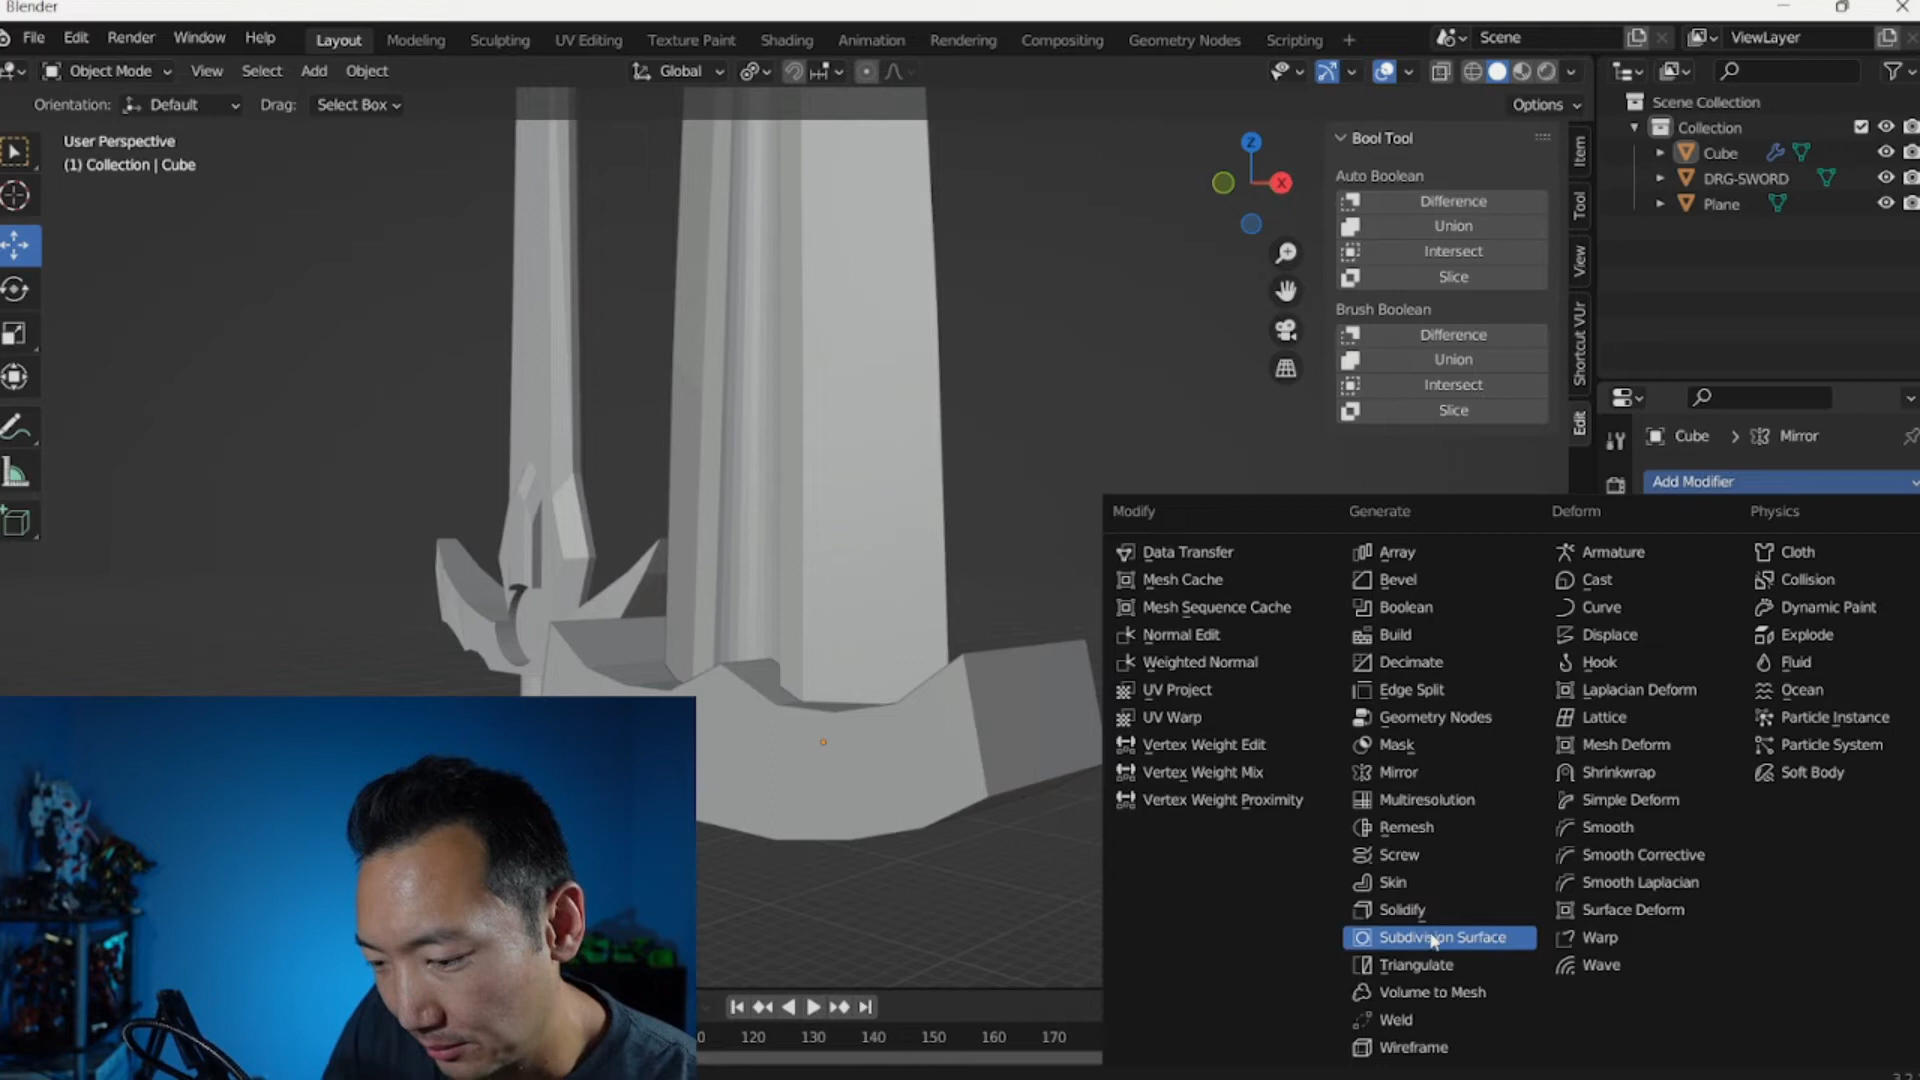 Blender
File Edit Render Window Help Layout Modeling Sculpting UV Editing Texture Paint Shading Animation Rendering Compositing Geometry Nodes Scripting + Scene ViewLayer
Object Mode View Select Add Object Global
Orientation: Default Drag: Select Box Options
User Perspective
(1) Collection | Cube
Z
X
Bool Tool
Auto Boolean
Difference
Union
Intersect
Slice
Brush Boolean
Difference
Union
Intersect
Slice
Item
Tool
View
Shortcut VUr
Edit
Scene Collection
Collection
Cube
DRG-SWORD
Plane
Cube > Mirror
Add Modifier
Modify
Data Transfer
Mesh Cache
Mesh Sequence Cache
Normal Edit
Weighted Normal
UV Project
UV Warp
Vertex Weight Edit
Vertex Weight Mix
Vertex Weight Proximity
Generate
Array
Bevel
Boolean
Build
Decimate
Edge Split
Geometry Nodes
Mask
Mirror
Multiresolution
Remesh
Screw
Skin
Solidify
Subdivision Surface
Triangulate
Volume to Mesh
Weld
Wireframe
Deform
Armature
Cast
Curve
Displace
Hook
Laplacian Deform
Lattice
Mesh Deform
Shrinkwrap
Simple Deform
Smooth
Smooth Corrective
Smooth Laplacian
Surface Deform
Warp
Wave
Physics
Cloth
Collision
Dynamic Paint
Explode
Fluid
Ocean
Particle Instance
Particle System
Soft Body
0 120 130 140 150 160 170